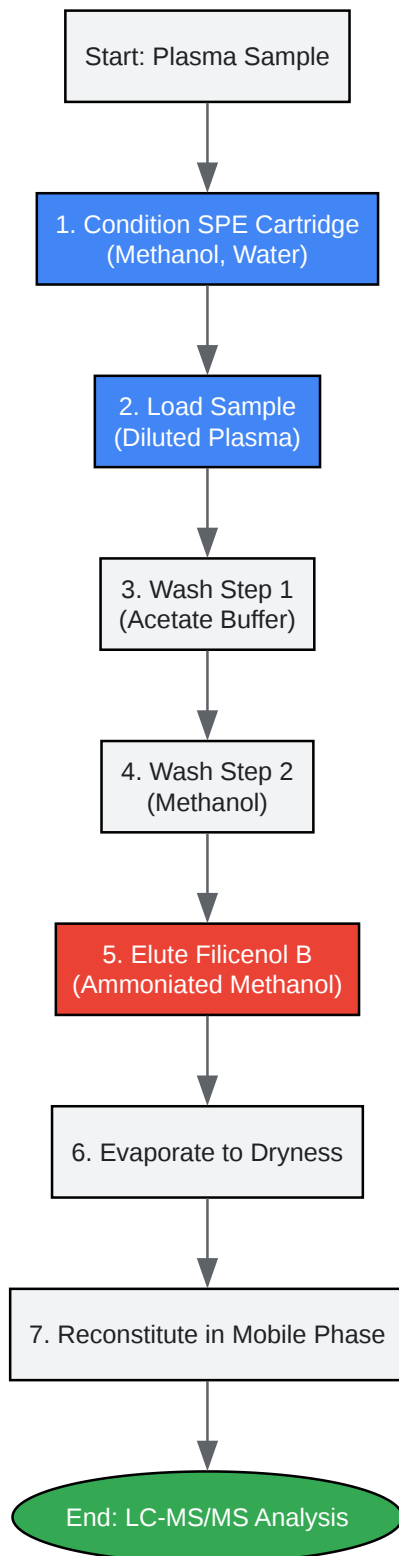 Start: Plasma Sample
1. Condition SPE Cartridge
(Methanol, Water)
2. Load Sample
(Diluted Plasma)
3. Wash Step 1
(Acetate Buffer)
4. Wash Step 2
(Methanol)
5. Elute Filicenol B
(Ammoniated Methanol)
6. Evaporate to Dryness
7. Reconstitute in Mobile Phase
End: LC-MS/MS Analysis